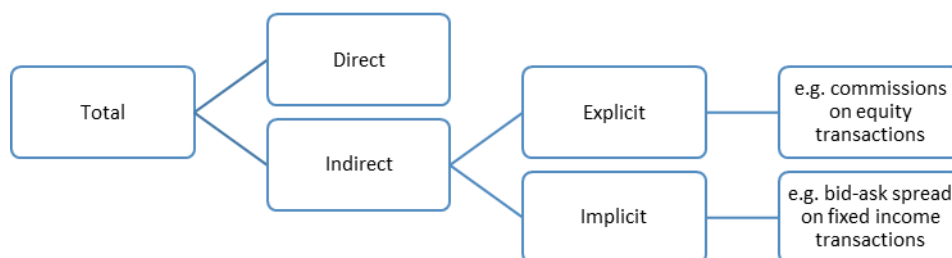 Total
Direct
Indirect
Explicit
Implicit
e.g. commissions
on equity
transactions
e.g. bid-ask spread
on fixed income
transactions